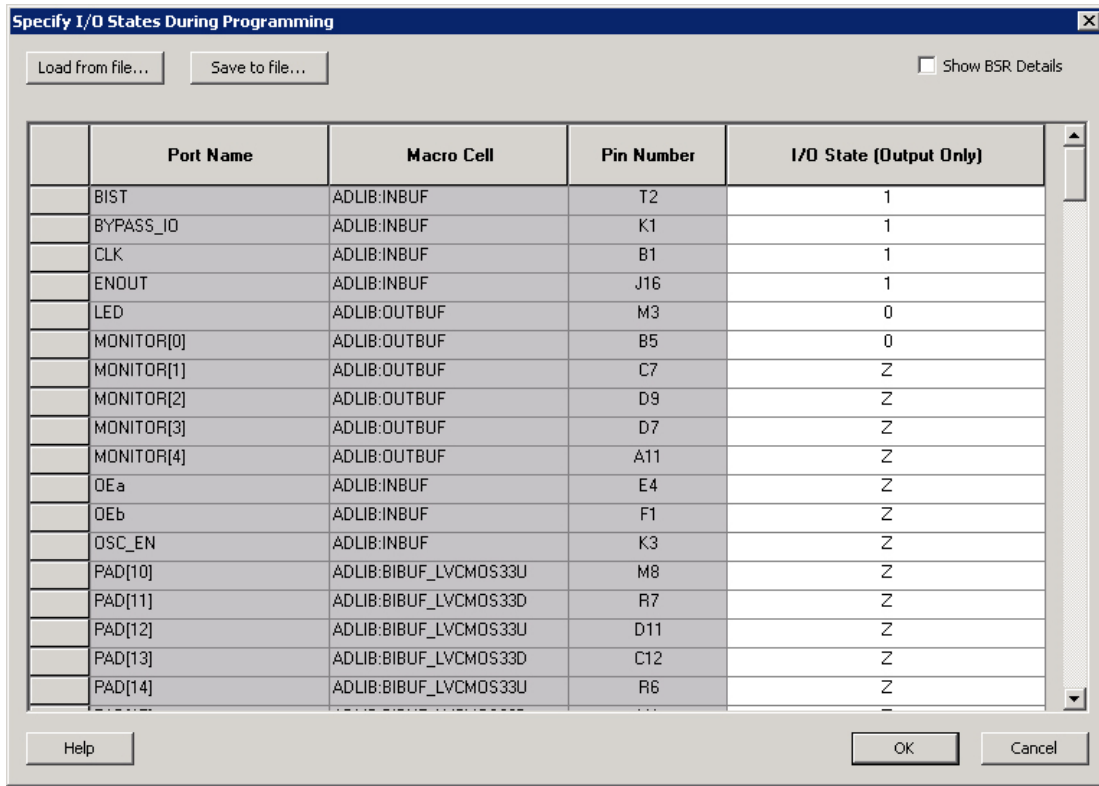 Specify I/O States During Programming
Load from file... Save to file... Show BSR Details
Port Name Macro Cell Pin Number I/O State (Output Only)
BIST ADLIB:INBUF T2 1
BYPASS_IO ADLIB:INBUF K1 1
CLK ADLIB:INBUF B1 1
ENOUT ADLIB:INBUF J16 1
LED ADLIB:OUTBUF M3 0
MONITOR[0] ADLIB:OUTBUF B5 0
MONITOR[1] ADLIB:OUTBUF C7 Z
MONITOR[2] ADLIB:OUTBUF D9 Z
MONITOR[3] ADLIB:OUTBUF D7 Z
MONITOR[4] ADLIB:OUTBUF A11 Z
OEa ADLIB:INBUF E4 Z
OEb ADLIB:INBUF F1 Z
OSC_EN ADLIB:INBUF K3 Z
PAD[10] ADLIB:BIBUF_LVCMOS33U M8 Z
PAD[11] ADLIB:BIBUF_LVCMOS33D R7 Z
PAD[12] ADLIB:BIBUF_LVCMOS33U D11 Z
PAD[13] ADLIB:BIBUF_LVCMOS33D C12 Z
PAD[14] ADLIB:BIBUF_LVCMOS33U R6 Z
Help OK Cancel